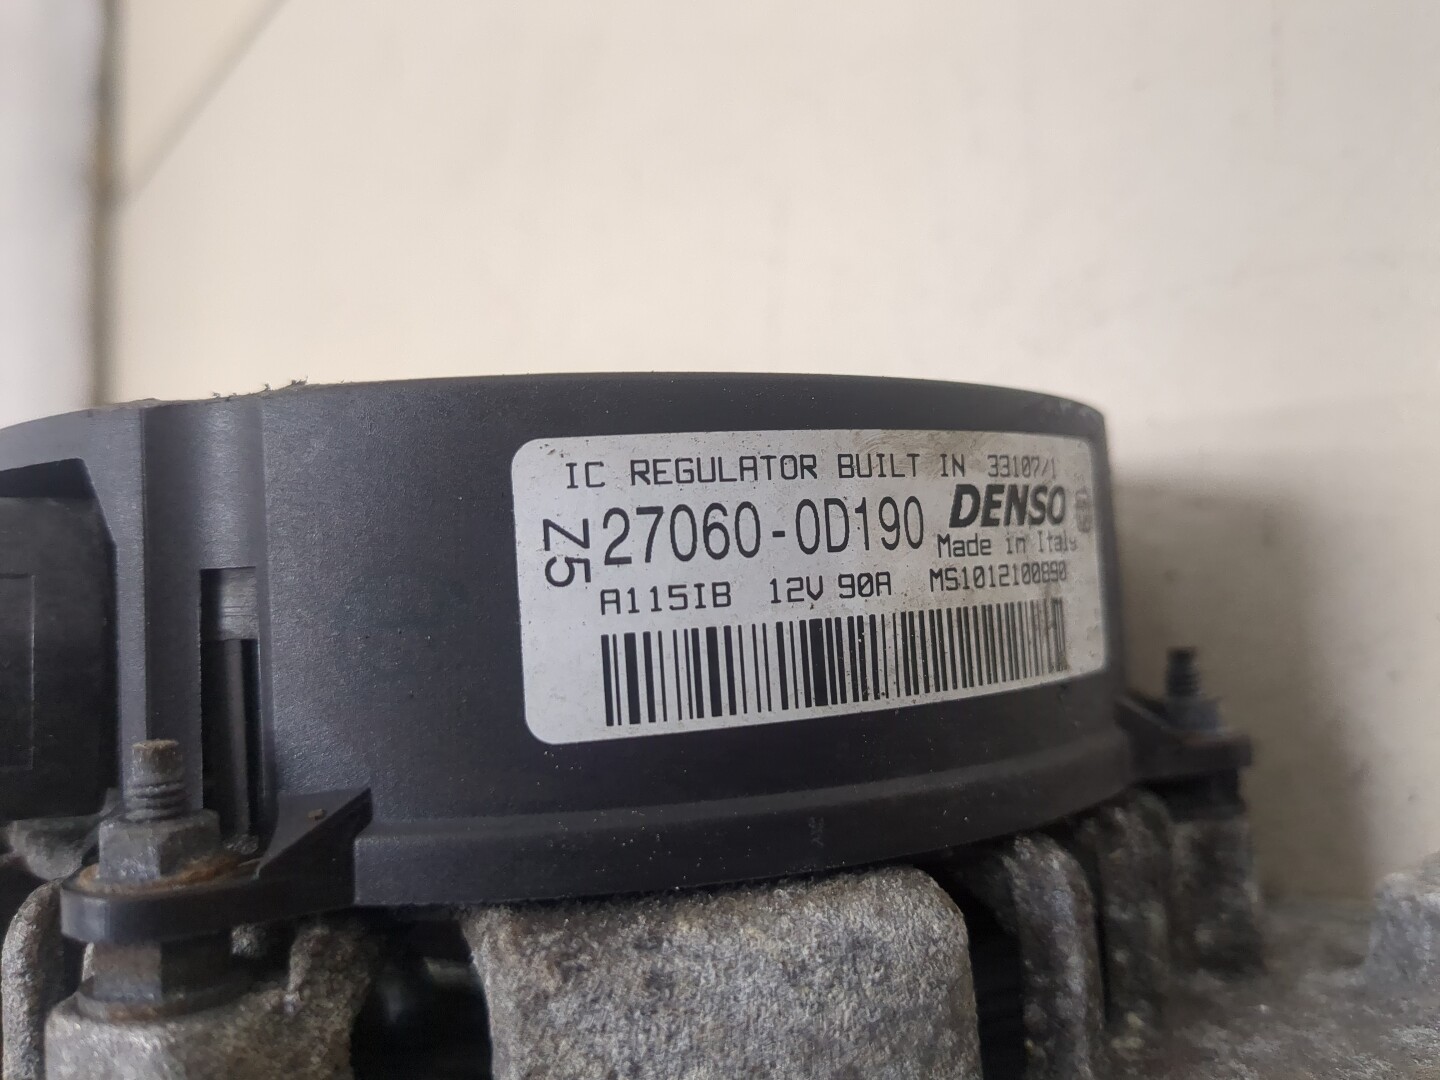 IC REGULATOR BUILT IN 33107/1
Z5 27060-0D190 DENSO
Made in Italy
A115IB 12V 90A MS1012100890